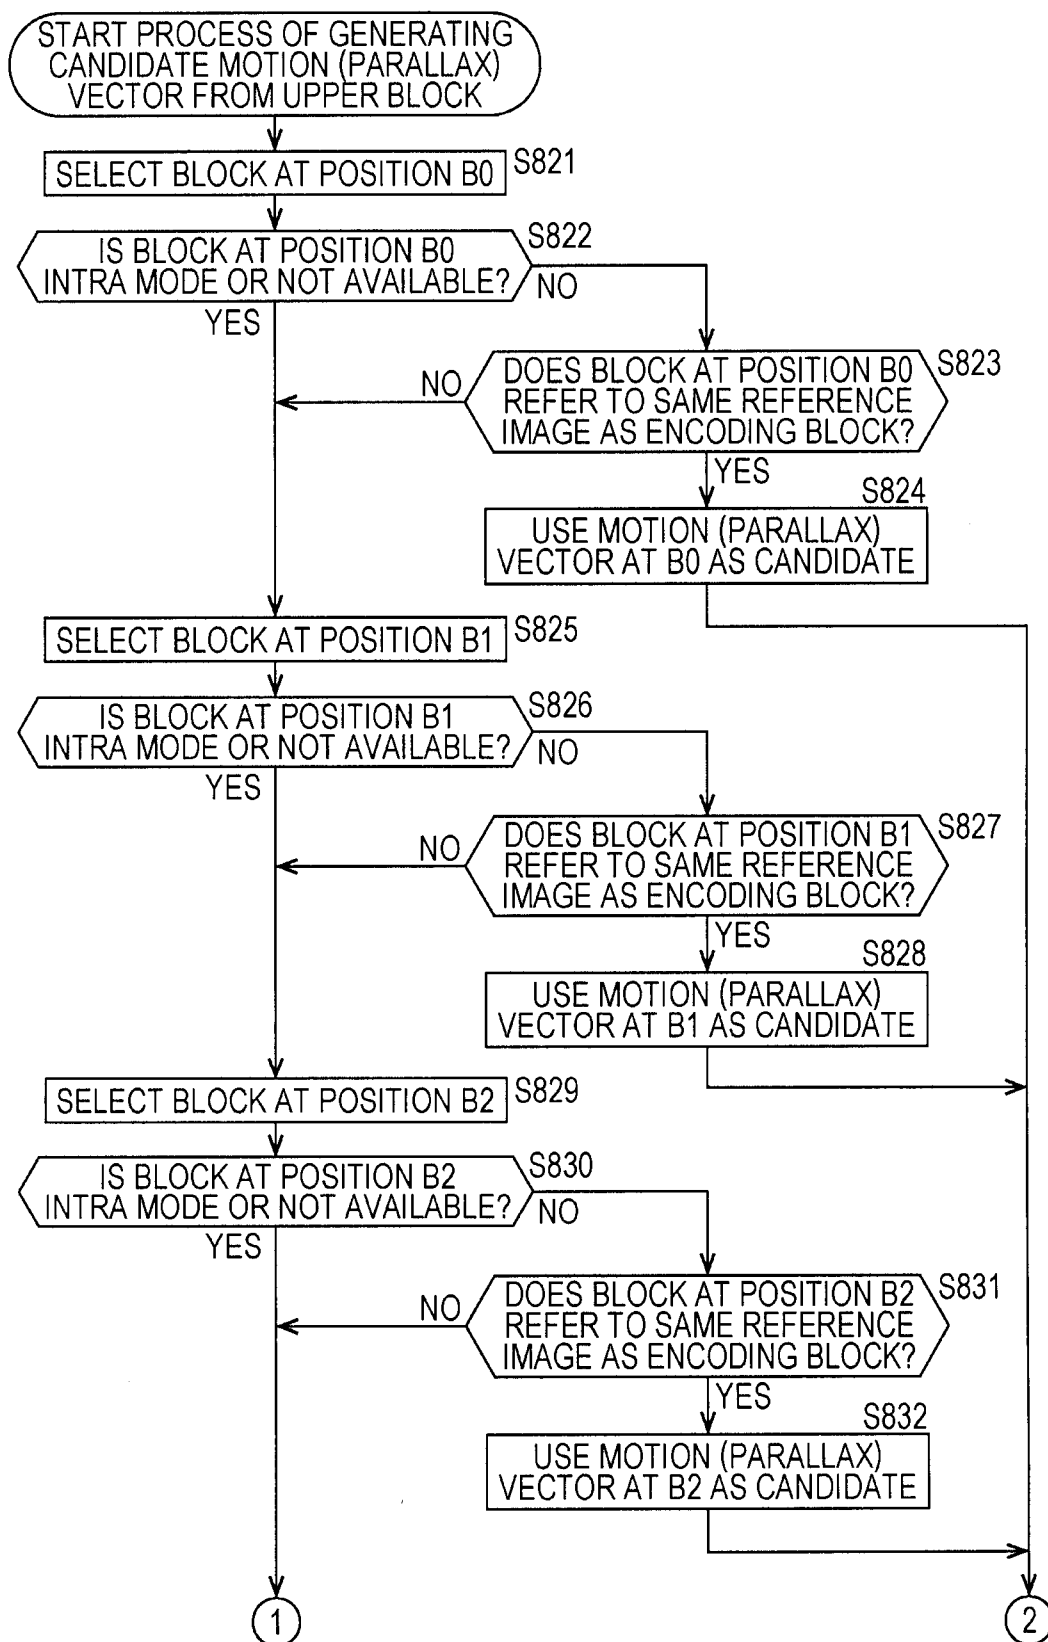 START PROCESS OF GENERATING
CANDIDATE MOTION (PARALLAX)
VECTOR FROM UPPER BLOCK
SELECT BLOCK AT POSITION B0
S821
IS BLOCK AT POSITION B0
INTRA MODE OR NOT AVAILABLE?
S822
NO
YES
DOES BLOCK AT POSITION B0
REFER TO SAME REFERENCE
IMAGE AS ENCODING BLOCK?
S823
NO
YES
S824
USE MOTION (PARALLAX)
VECTOR AT B0 AS CANDIDATE
SELECT BLOCK AT POSITION B1
S825
IS BLOCK AT POSITION B1
INTRA MODE OR NOT AVAILABLE?
S826
NO
YES
DOES BLOCK AT POSITION B1
REFER TO SAME REFERENCE
IMAGE AS ENCODING BLOCK?
S827
NO
YES
S828
USE MOTION (PARALLAX)
VECTOR AT B1 AS CANDIDATE
SELECT BLOCK AT POSITION B2
S829
IS BLOCK AT POSITION B2
INTRA MODE OR NOT AVAILABLE?
S830
NO
YES
DOES BLOCK AT POSITION B2
REFER TO SAME REFERENCE
IMAGE AS ENCODING BLOCK?
S831
NO
YES
S832
USE MOTION (PARALLAX)
VECTOR AT B2 AS CANDIDATE
1
2